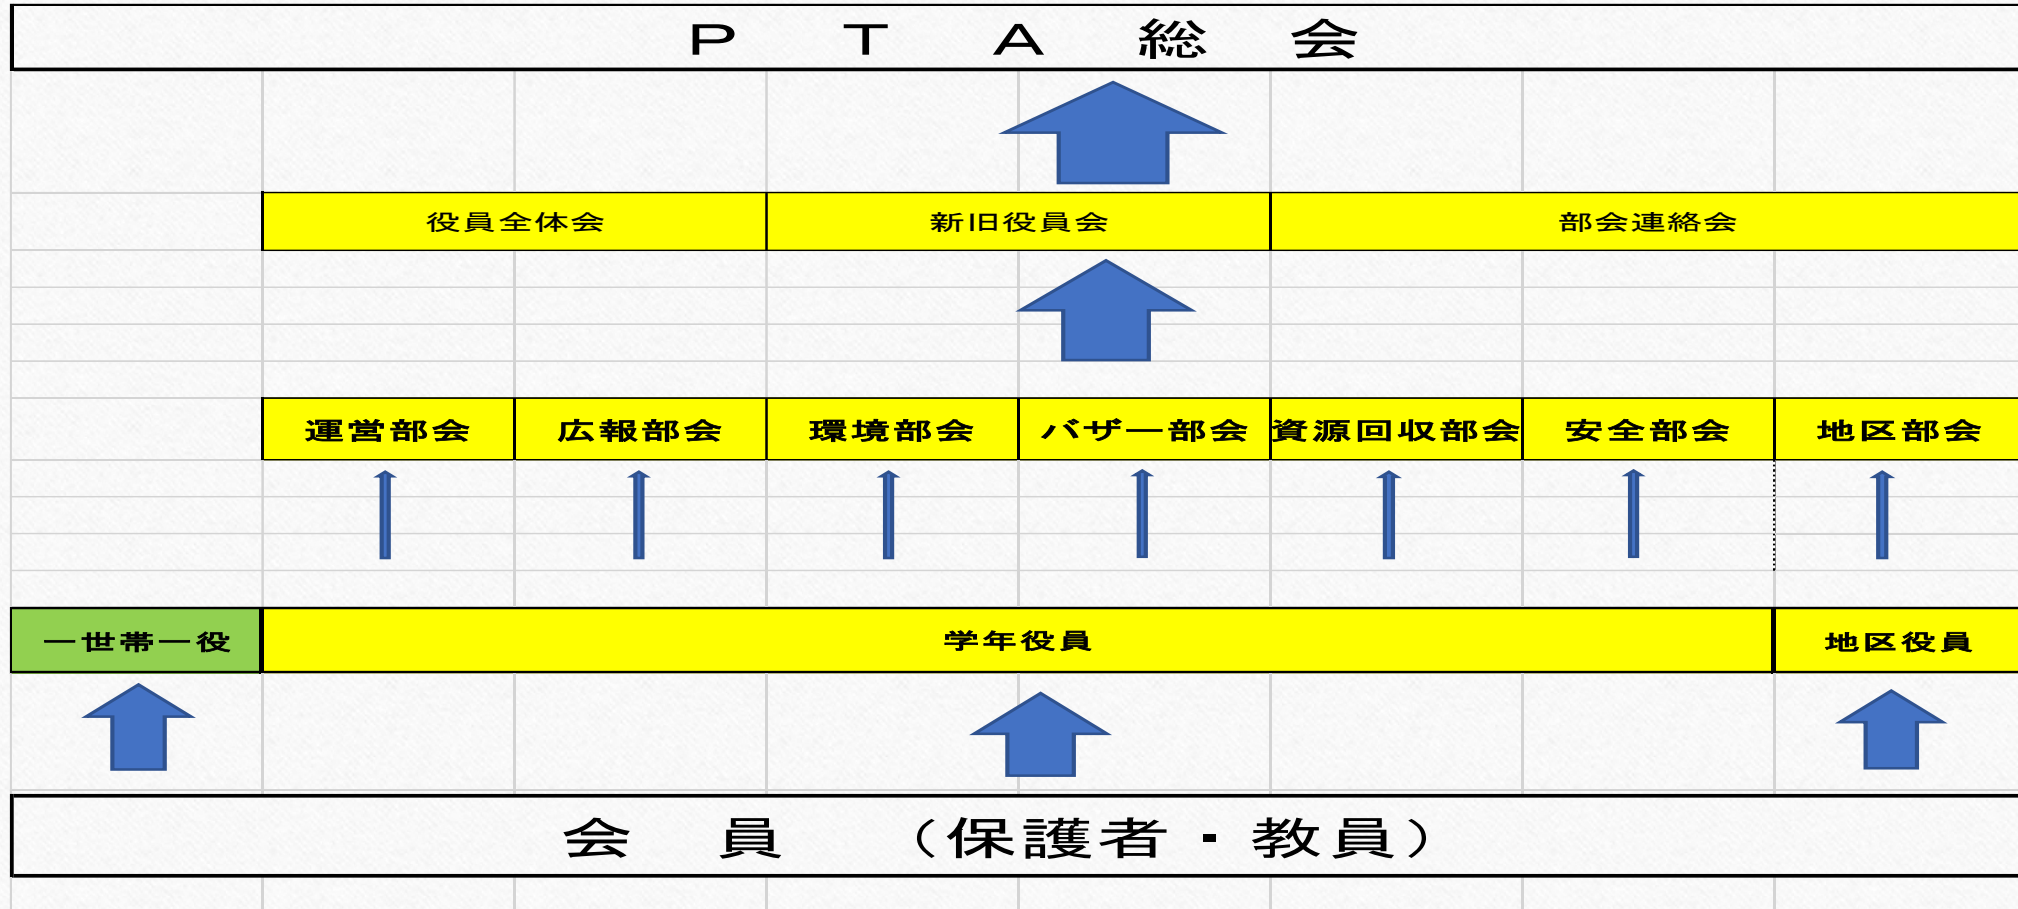 PTA総会
役員全体会 新旧役員会 部会連絡会
運営部会 広報部会 環境部会 バザー部会 資源回収部会 安全部会 地区部会
一世帯一役 学年役員 地区役員
会員 （保護者・教員）